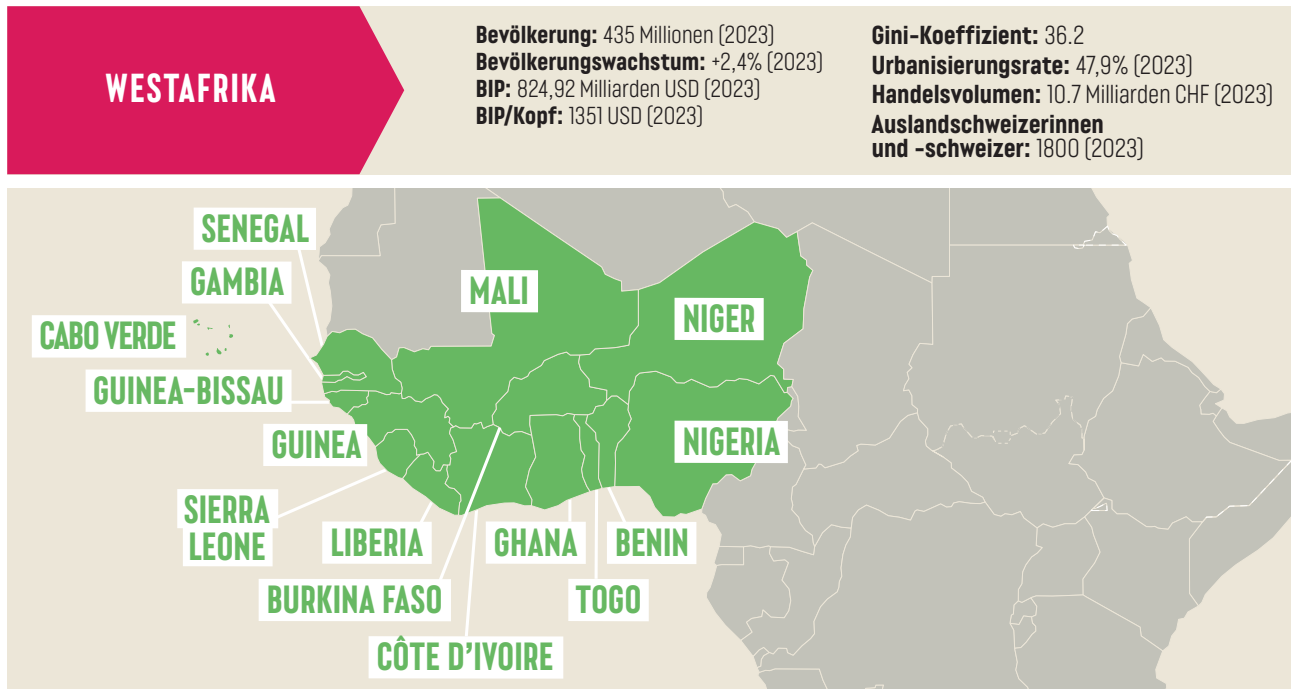 WESTAFRIKA
Bevölkerung: 435 Millionen (2023)
Bevölkerungswachstum: +2,4% (2023)
BIP: 824,92 Milliarden USD (2023)
BIP/Kopf: 1351 USD (2023)
Gini-Koeffizient: 36.2
Urbanisierungsrate: 47,9% (2023)
Handelsvolumen: 10.7 Milliarden CHF (2023)
Auslandschweizerinnen
und -schweizer: 1800 (2023)
SENEGAL
GAMBIA
MALI
NIGER
CABO VERDE
GUINEA-BISSAU
GUINEA
NIGERIA
SIERRA
LEONE
LIBERIA
GHANA
BENIN
BURKINA FASO
TOGO
CÔTE D'IVOIRE